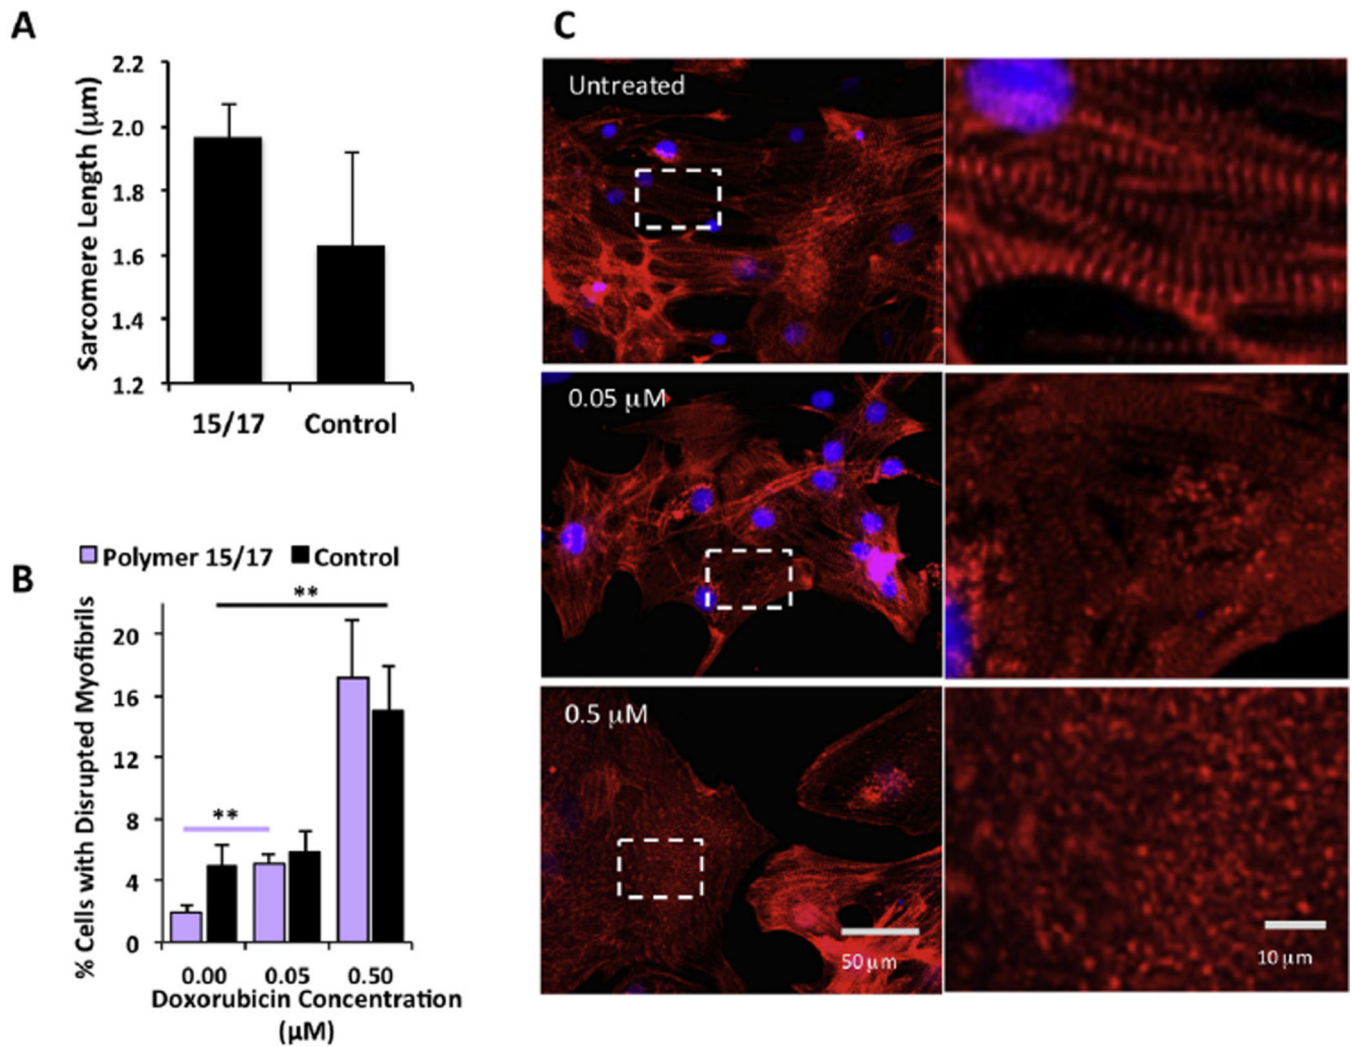 A
2.2
2.0
1.8
1.6
1.4
1.2
Sarcomere Length (μm)
15/17
Control
B
Polymer 15/17
Control
**
**
20
16
12
8
4
0
% Cells with Disrupted Myofibrils
0.00
0.05
0.50
Doxorubicin Concentration
(μM)
C
Untreated
0.05 μM
0.5 μM
50 μm
10 μm